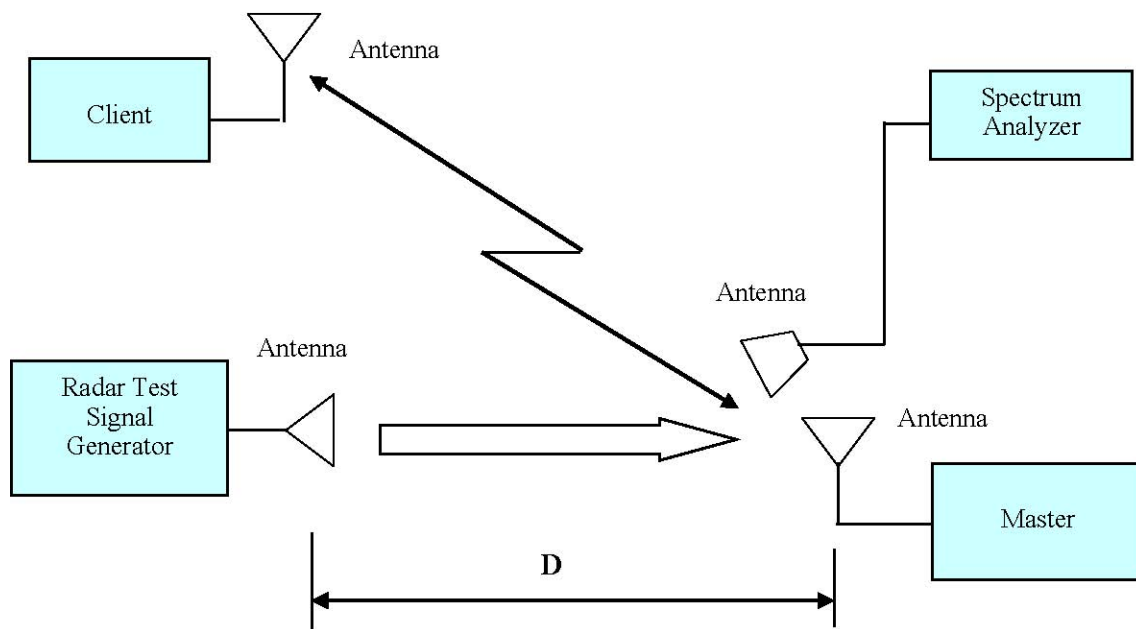 Antenna
Client
Spectrum
Analyzer
Antenna
Antenna
Radar Test
Signal
Generator
Antenna
Master
D